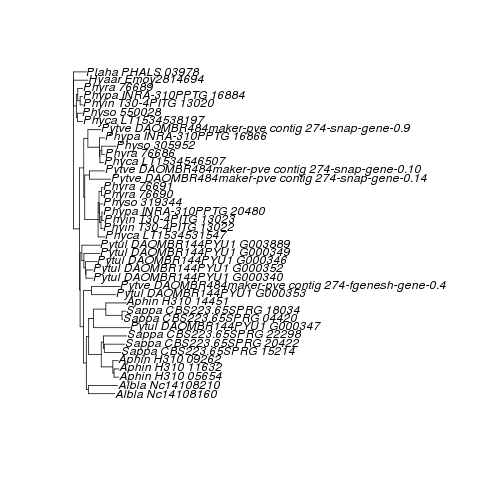 Plaha PHALS 03978
Hyaar Emoy2814694
Phyra 76689
Phypa INRA-310PPTG 16884
Phyin T30-4PITG 13020
Physo 550028
Phyca LT1534538197
Pytve DAOMBR484maker-pve contig 274-snap-gene-0.9
Phypa INRA-310PPTG 16866
Physo 305952
Phyra 76686
Phyca LT1534546507
Pytve DAOMBR484maker-pve contig 274-snap-gene-0.10
Pytve DAOMBR484maker-pve contig 274-snap-gene-0.14
Phyra 76691
Phyra 76690
Physo 319344
Phypa INRA-310PPTG 20480
Phyin T30-4PITG 13023
Phyin T30-4PITG 13022
Phyca LT1534531547
Pytul DAOMBR144PYU1 G003889
Pytul DAOMBR144PYU1 G000349
Pytul DAOMBR144PYU1 G000346
Pytul DAOMBR144PYU1 G000352
Pytul DAOMBR144PYU1 G000340
Pytve DAOMBR484maker-pve contig 274-fgenesh-gene-0.4
Pytul DAOMBR144PYU1 G000353
Aphin H310 14451
Sappa CBS223.65SPRG 18034
Sappa CBS223.65SPRG 04420
Pytul DAOMBR144PYU1 G000347
Sappa CBS223.65SPRG 22298
Sappa CBS223.65SPRG 20422
Sappa CBS223.65SPRG 15214
Aphin H310 09262
Aphin H310 11632
Aphin H310 05654
Albla Nc14108210
Albla Nc14108160